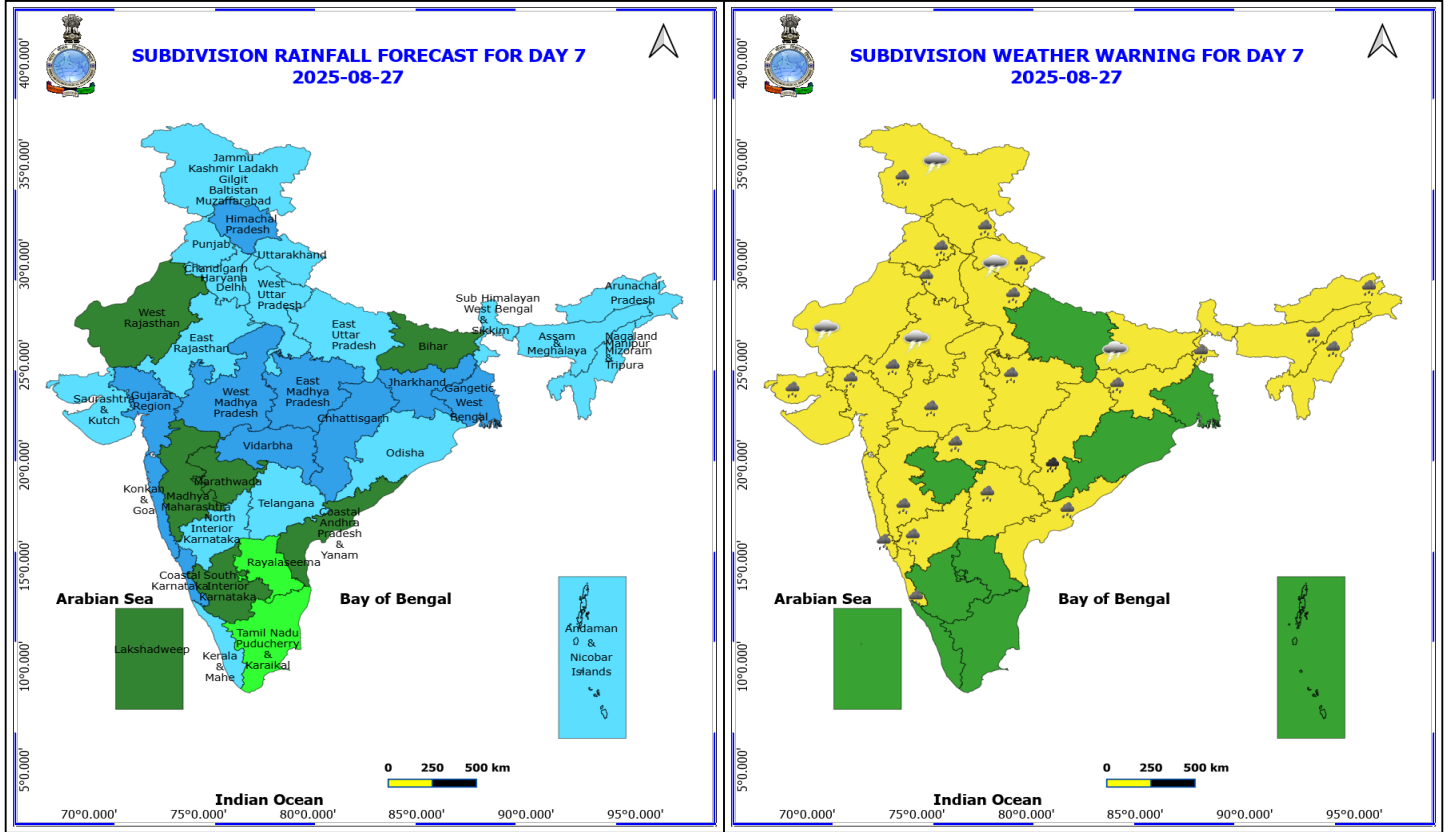 SUBDIVISION RAINFALL FORECAST FOR DAY 7
2025-08-27
40°0.000'
35°0.000'
30°0.000'
25°0.000'
20°0.000'
15°0.000'
10°0.000'
5°0.000'
Jammu
Kashmir Ladakh
Gilgit
Baltistan
Muzaffarabad
Himachal
Pradesh
Punjab
Uttarakhand
Chandigarh
Haryana
Delhi
West
Uttar
Pradesh
West
Rajasthan
East
Rajasthan
East
Uttar
Pradesh
Bihar
Sub Himalayan
West Bengal
&
Sikkim
Arunachal
Pradesh
Assam
&
Meghalaya
Nagaland
Manipur
Mizoram
&
Tripura
Saurashtra
&
Kutch
Gujarat
Region
West
Madhya
Pradesh
East
Madhya
Pradesh
Jharkhand
Gangetic
West
Bengal
Chhattisgarh
Vidarbha
Odisha
Konkan
&
Goa
Madhya
Maharashtra
Marathwada
Telangana
North
Interior
Karnataka
Coastal
Andhra
Pradesh
&
Yanam
Rayalaseema
Coastal
Karnataka
South
Interior
Karnataka
Tamil Nadu
Puducherry
&
Karaikal
Kerala
&
Mahe
Arabian Sea
Bay of Bengal
Lakshadweep
Andaman
&
Nicobar
Islands
0 250 500 km
Indian Ocean
70°0.000' 75°0.000' 80°0.000' 85°0.000' 90°0.000' 95°0.000'
SUBDIVISION WEATHER WARNING FOR DAY 7
2025-08-27
40°0.000'
35°0.000'
30°0.000'
25°0.000'
20°0.000'
15°0.000'
10°0.000'
5°0.000'
Arabian Sea
Bay of Bengal
0 250 500 km
Indian Ocean
70°0.000' 75°0.000' 80°0.000' 85°0.000' 90°0.000' 95°0.000'